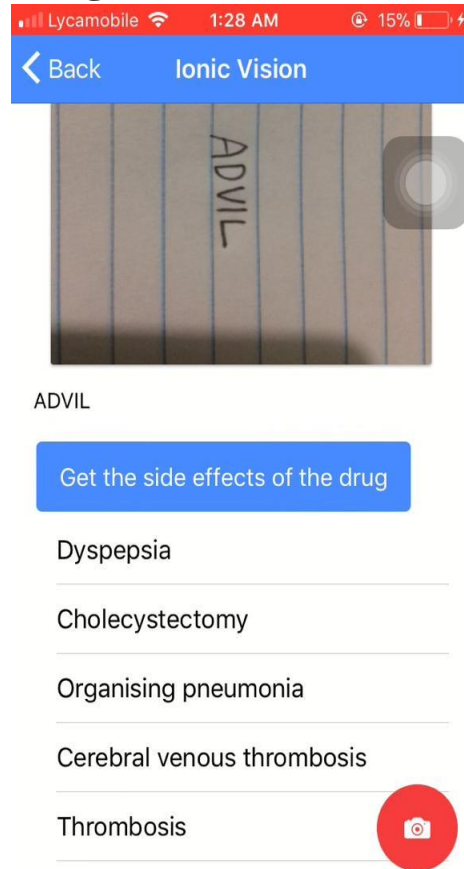 Lycamobile 1:28 AM 15%
Back Ionic Vision
ADVIL
ADVIL
Get the side effects of the drug
Dyspepsia
Cholecystectomy
Organising pneumonia
Cerebral venous thrombosis
Thrombosis